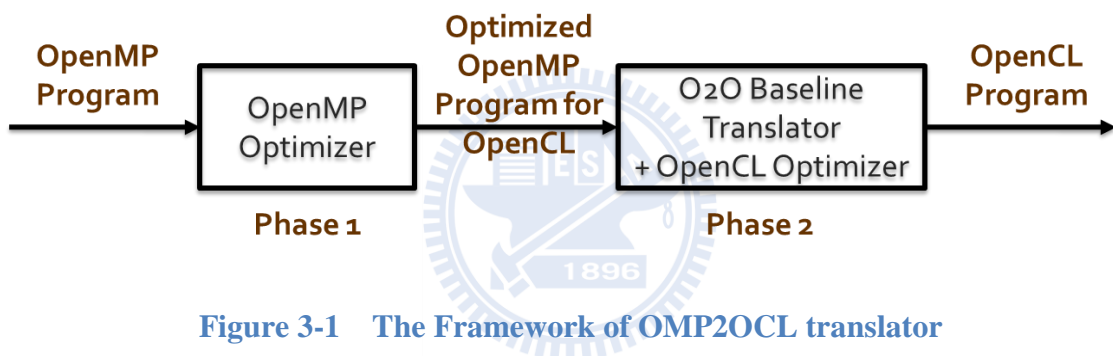 OpenMP
Program
OpenMP
Optimizer
Phase 1
Optimized
OpenMP
Program for
OpenCL
O2O Baseline
Translator
+ OpenCL Optimizer
Phase 2
OpenCL
Program
ES
1896
Figure 3-1 The Framework of OMP2OCL translator